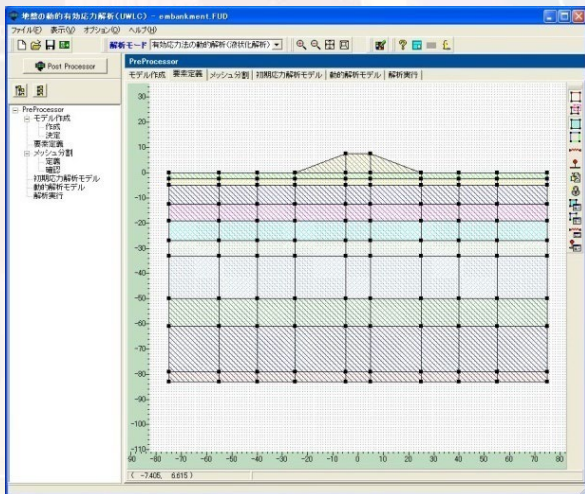 地盤の動的有効応力解析(UWLC) - embankment.FUD
ファイル(F) 表示(V) オプション(O) ヘルプ(H)
解析モード 有効応力法の動的解析(液状化解析)
Post Processor
PreProcessor
モデル作成 要素定義 メッシュ分割 初期応力解析モデル 動的解析モデル 解析実行
PreProcessor
モデル作成
作成
決定
要素定義
メッシュ分割
定義
確認
初期応力解析モデル
動的解析モデル
解析実行
30
20
10
0
-10
-20
-30
-40
-50
-60
-70
-80
-90
-100
-110
90 -80 -70 -60 -50 -40 -30 -20 -10 0 10 20 30 40 50 60 70 80
( -7.405, 6.615 )